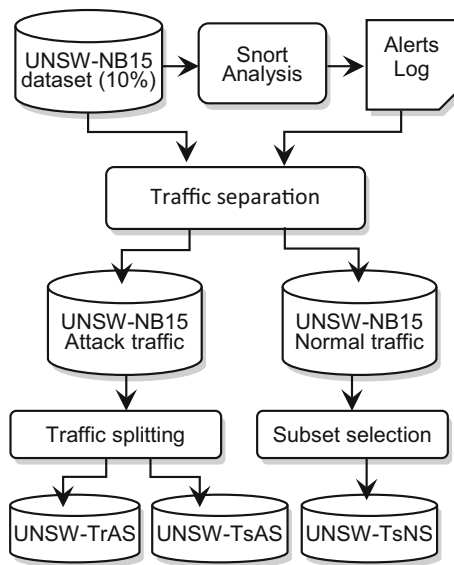 UNSW-NB15
dataset (10%)
Snort
Analysis
Alerts
Log
Traffic separation
UNSW-NB15
Attack traffic
UNSW-NB15
Normal traffic
Traffic splitting
Subset selection
UNSW-TrAS
UNSW-TsAS
UNSW-TsNS